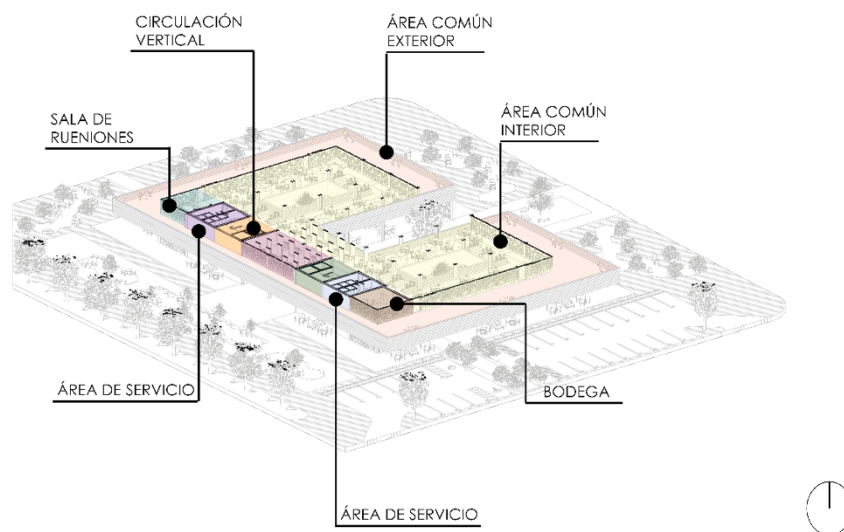 CIRCULACIÓN
VERTICAL
ÁREA COMÚN
EXTERIOR
SALA DE
RUENIONES
ÁREA COMÚN
INTERIOR
ÁREA DE SERVICIO
BODEGA
ÁREA DE SERVICIO